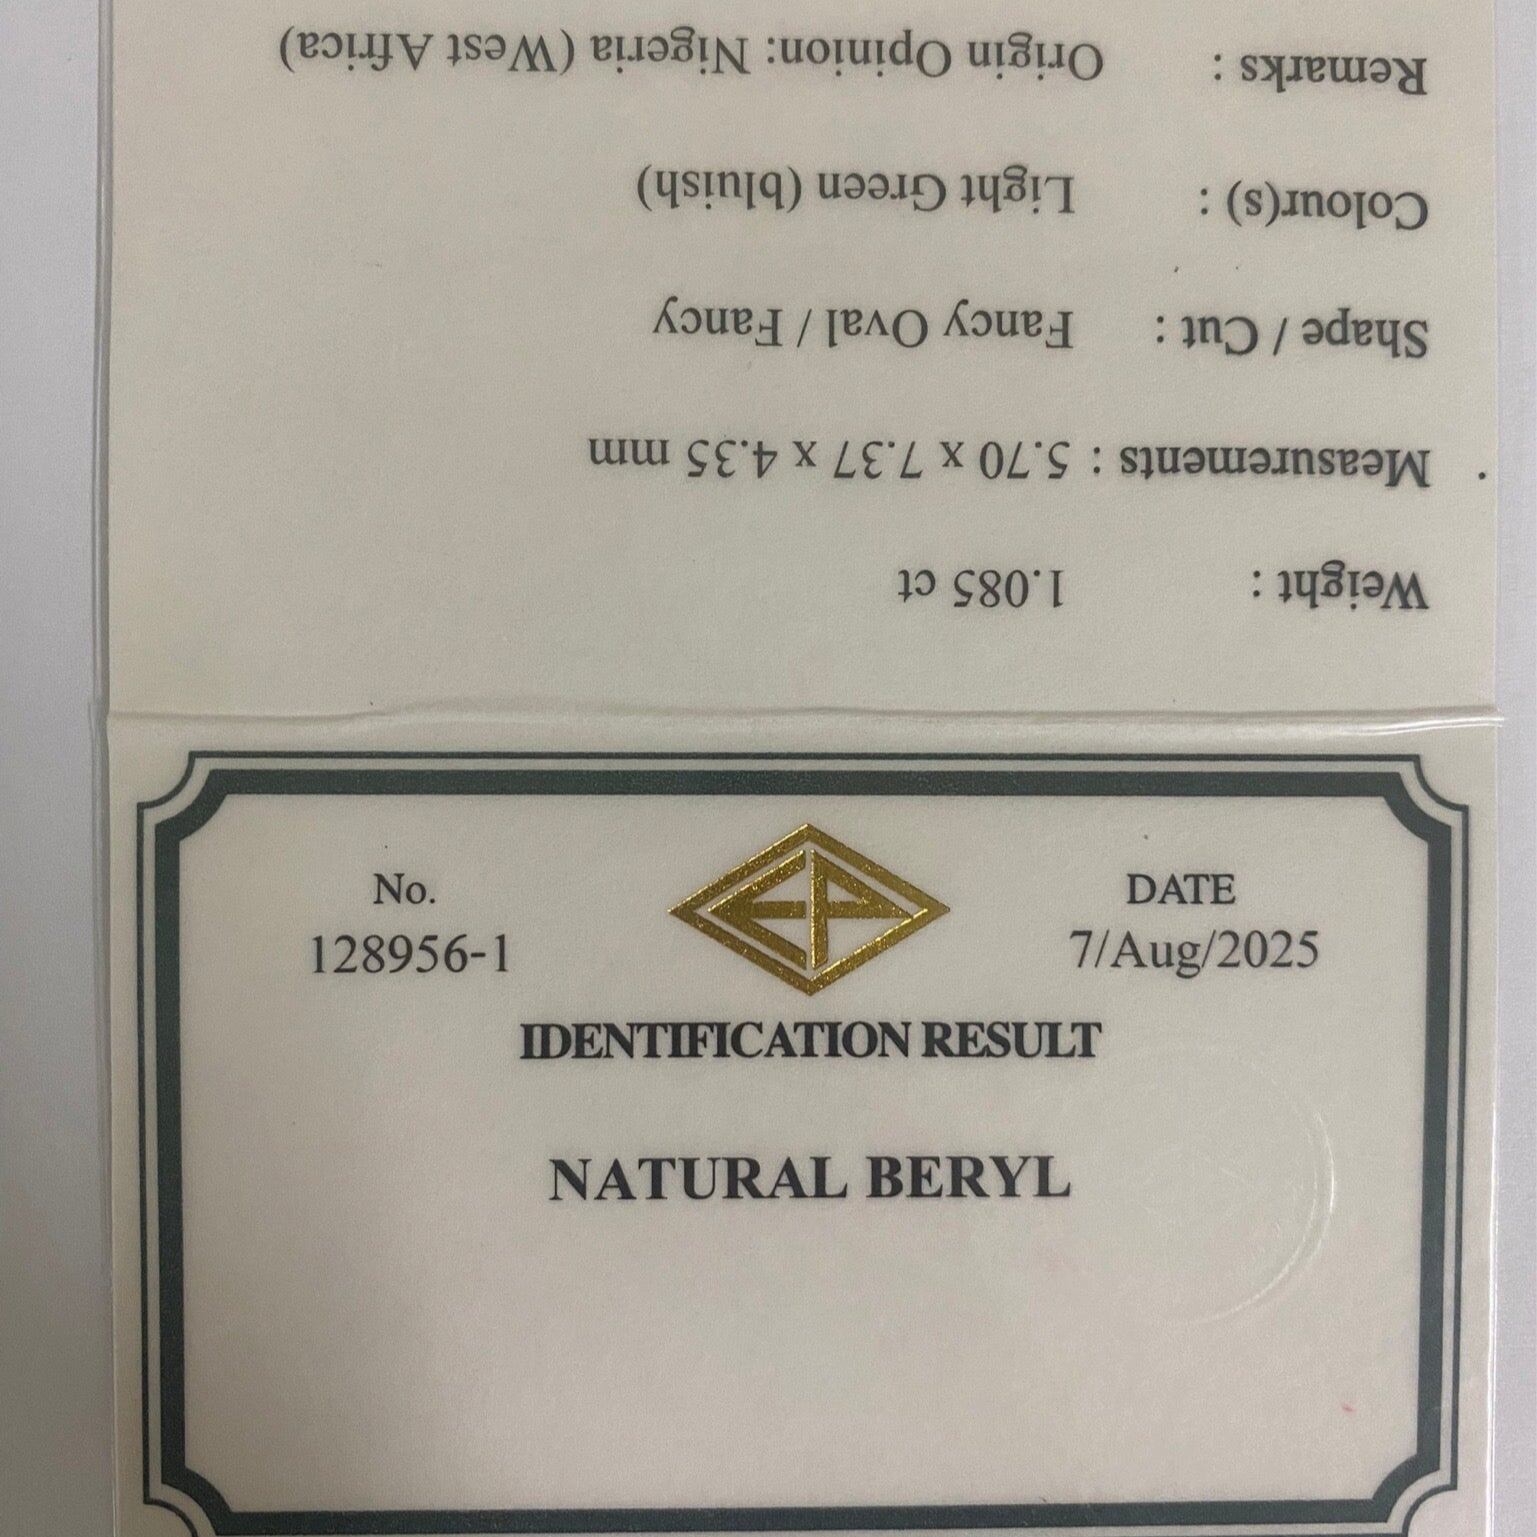 No.
128956-1
DATE
7/Aug/2025
IDENTIFICATION RESULT
NATURAL BERYL
Weight : 1.085 ct
Measurements : 5.70 x 7.37 x 4.35 mm
Shape / Cut : Fancy Oval / Fancy
Colour(s) : Light Green (bluish)
Remarks : Origin Opinion: Nigeria (West Africa)